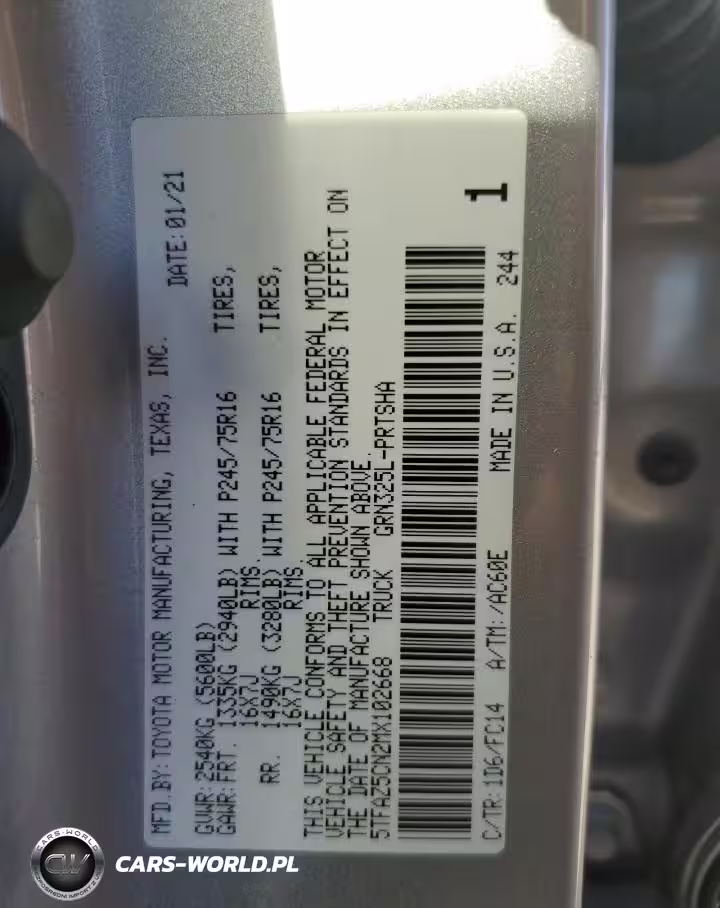 MFD.BY: TOYOTA MOTOR MANUFACTURING, TEXAS, INC.
DATE: 01/21
GVWR: 2540KG (5600LB)
GAWR: FRT. 1335KG (2940LB) WITH P245/75R16 TIRES,
16X7J RIMS.
RR. 1490KG (3280LB) WITH P245/75R16 TIRES,
16X7J RIMS.
THIS VEHICLE CONFORMS TO ALL APPLICABLE FEDERAL MOTOR
VEHICLE SAFETY AND THEFT PREVENTION STANDARDS IN EFFECT ON
THE DATE OF MANUFACTURE SHOWN ABOVE.
5TFAZ5CN2MX102668 TRUCK GRN325L-PRTSHA
1
C/TR: 1D6/FC14 A/TM: /AC60E MADE IN U.S.A. 244
CW
CARS-WORLD.PL